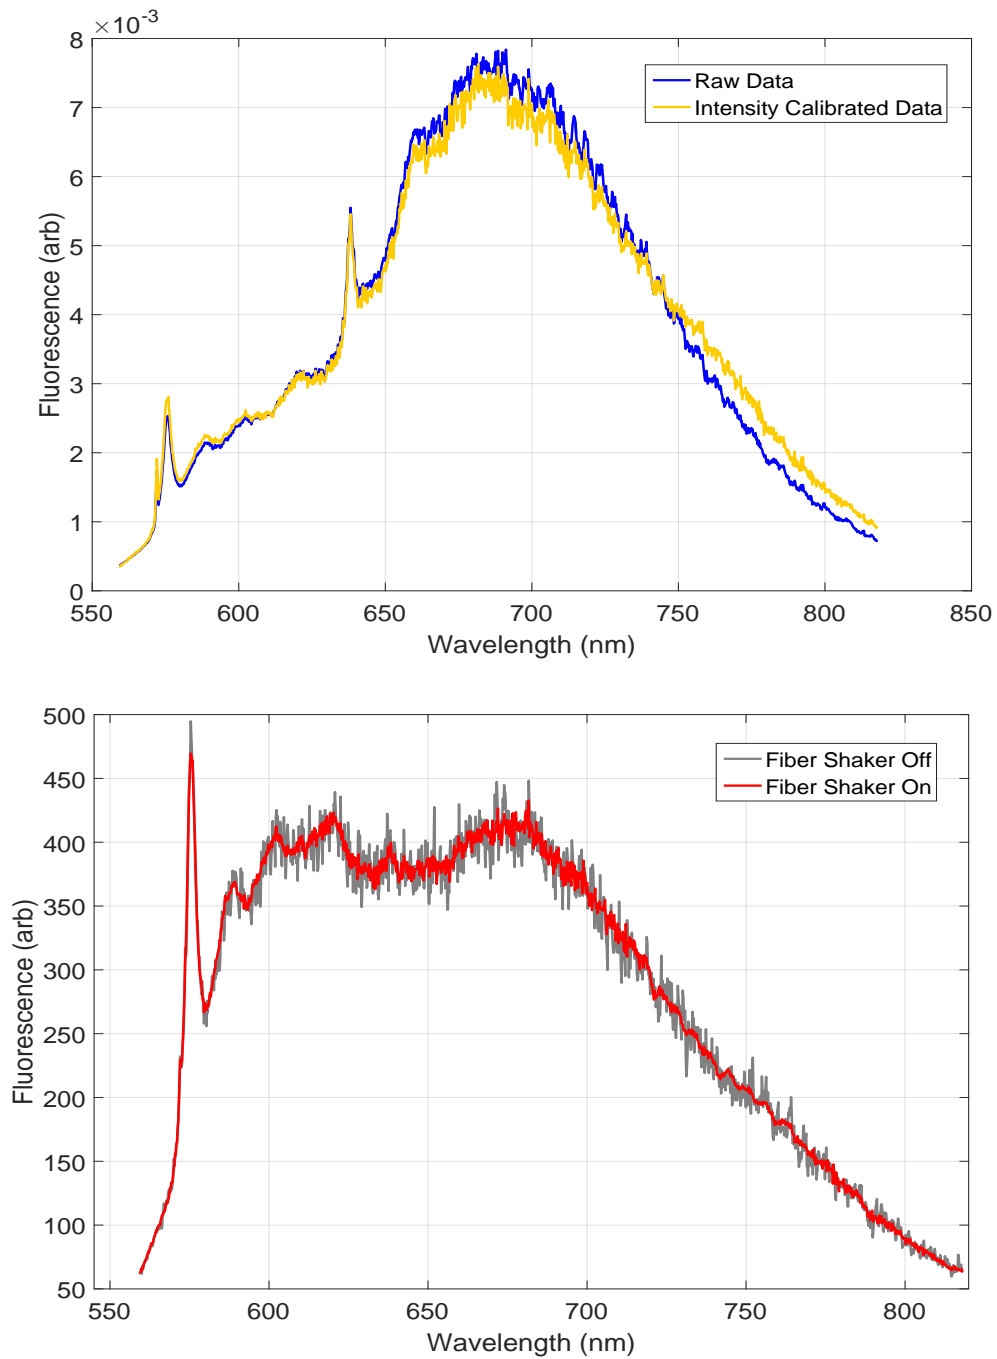 ×10-3
8
7
6
5
4
3
2
1
0
Fluorescence (arb)
Raw Data
Intensity Calibrated Data
550 600 650 700 750 800 850
Wavelength (nm)
500
450
400
350
300
250
200
150
100
50
Fluorescence (arb)
Fiber Shaker Off
Fiber Shaker On
550 600 650 700 750 800
Wavelength (nm)